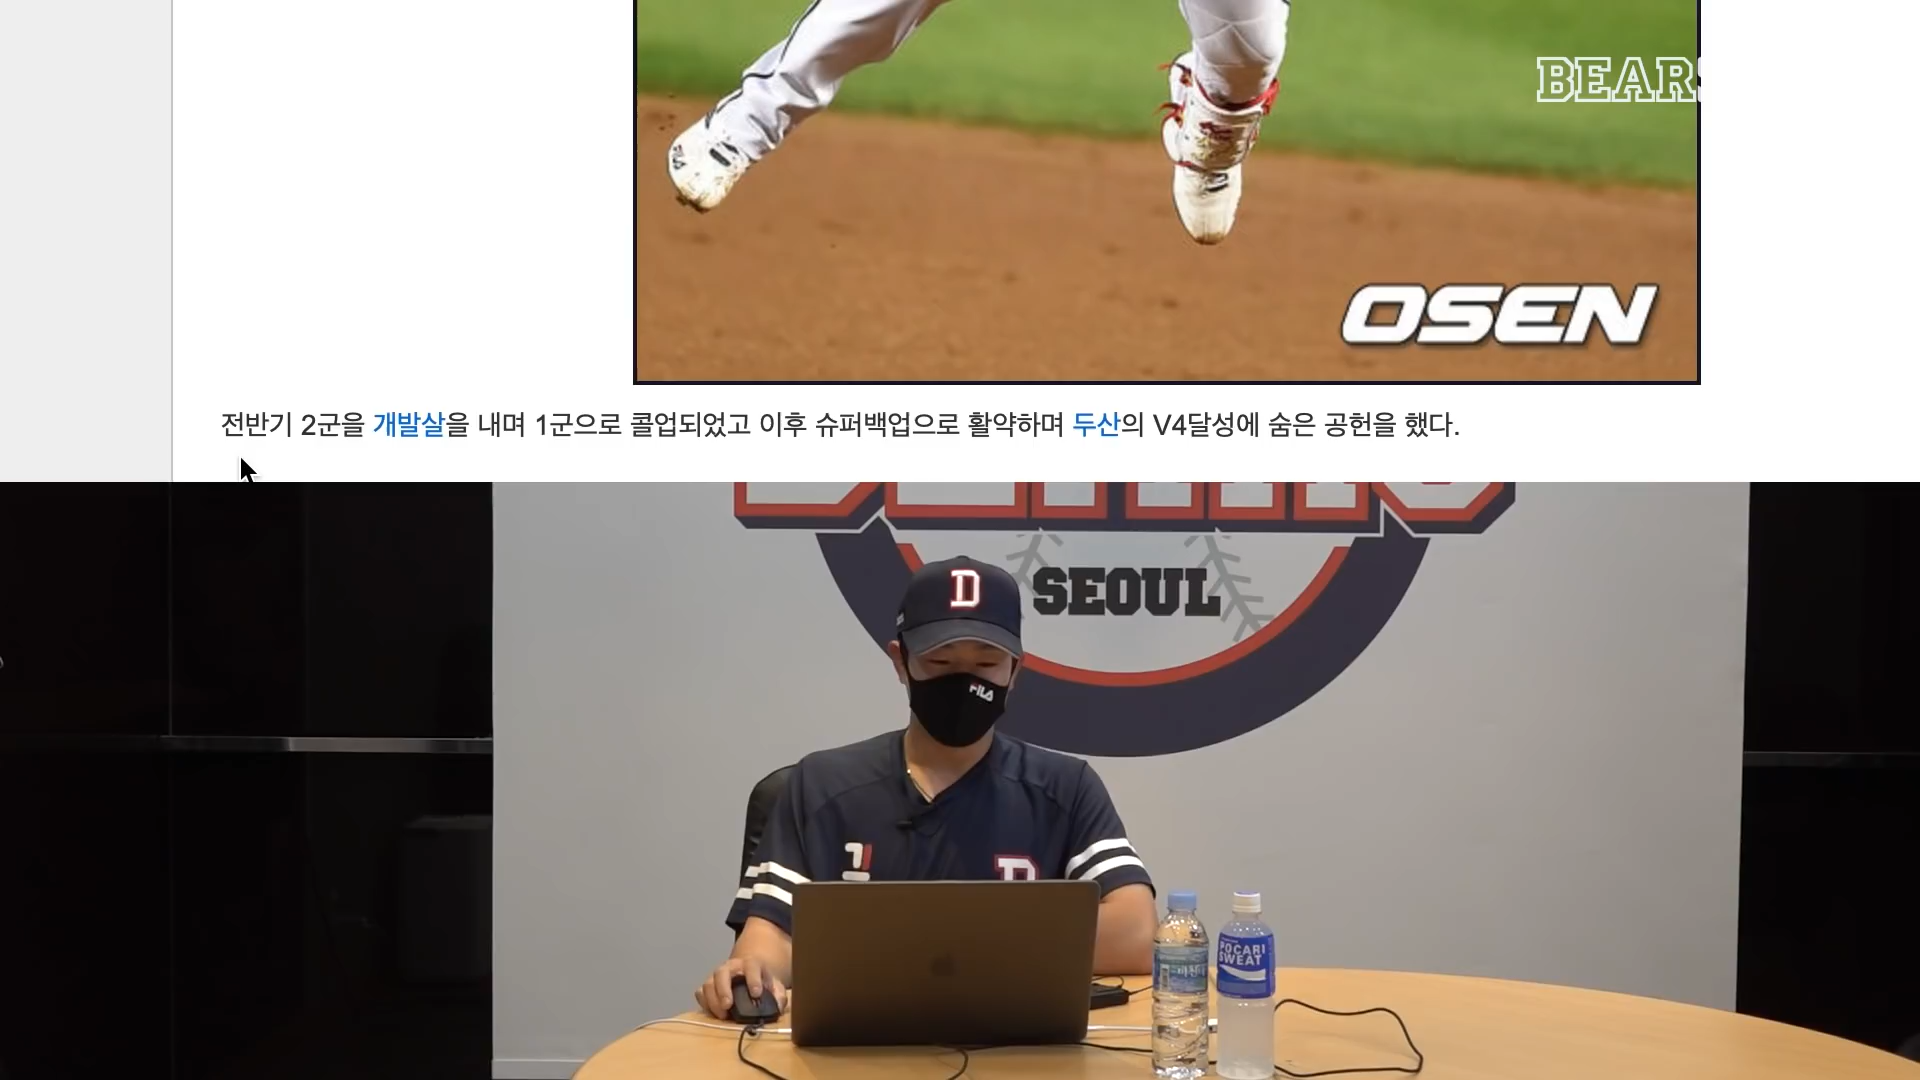 BEARS
FILA
OSEN
전반기 2군을 개발살을 내며 1군으로 콜업되었고 이후 슈퍼백업으로 활약하며 두산의 V4달성에 숨은 공헌을 했다.
SEOUL
D
FILA
D
POCARI
SWEAT